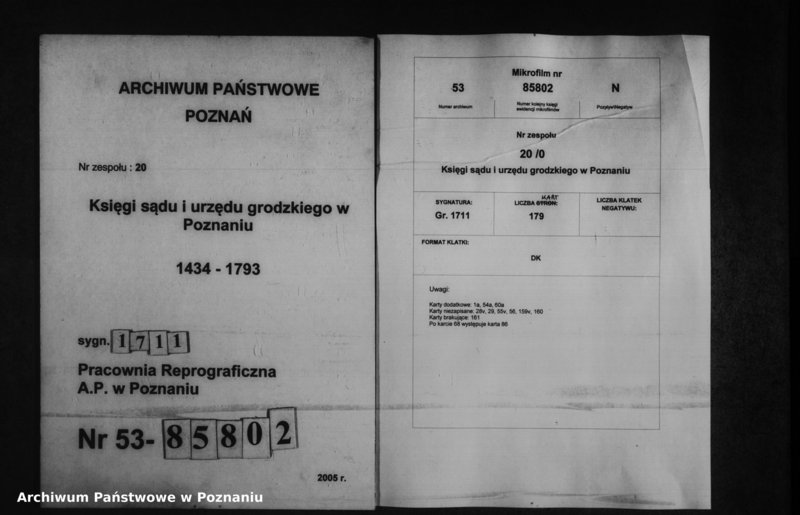 ARCHIWUM PAŃSTWOWE
POZNAŃ
Nr zespołu : 20
Księgi sądu i urzędu grodzkiego w
Poznaniu
1434 - 1793
sygn. 1711
Pracownia Reprograficzna
A.P. w Poznaniu
Nr 53- 85802
2005 r.
Mikrofilm nr
53 85802 N
Numer archiwum Numer kolejny księgi ewidencji mikrofilmów Pozytyw/Negatyw
Nr zespołu
20 /0
Księgi sądu i urzędu grodzkiego w Poznaniu
SYGNATURA:
Gr. 1711
KART
LICZBA STRON:
179
LICZBA KLATEK
NEGATYWU:
FORMAT KLATKI:
DK
Uwagi:
Karty dodatkowe: 1a, 54a, 60a
Karty niezapisane: 28v, 29, 55v, 56, 159v, 160
Karty brakujące: 161
Po karcie 68 występuje karta 86
Archiwum Państwowe w Poznaniu